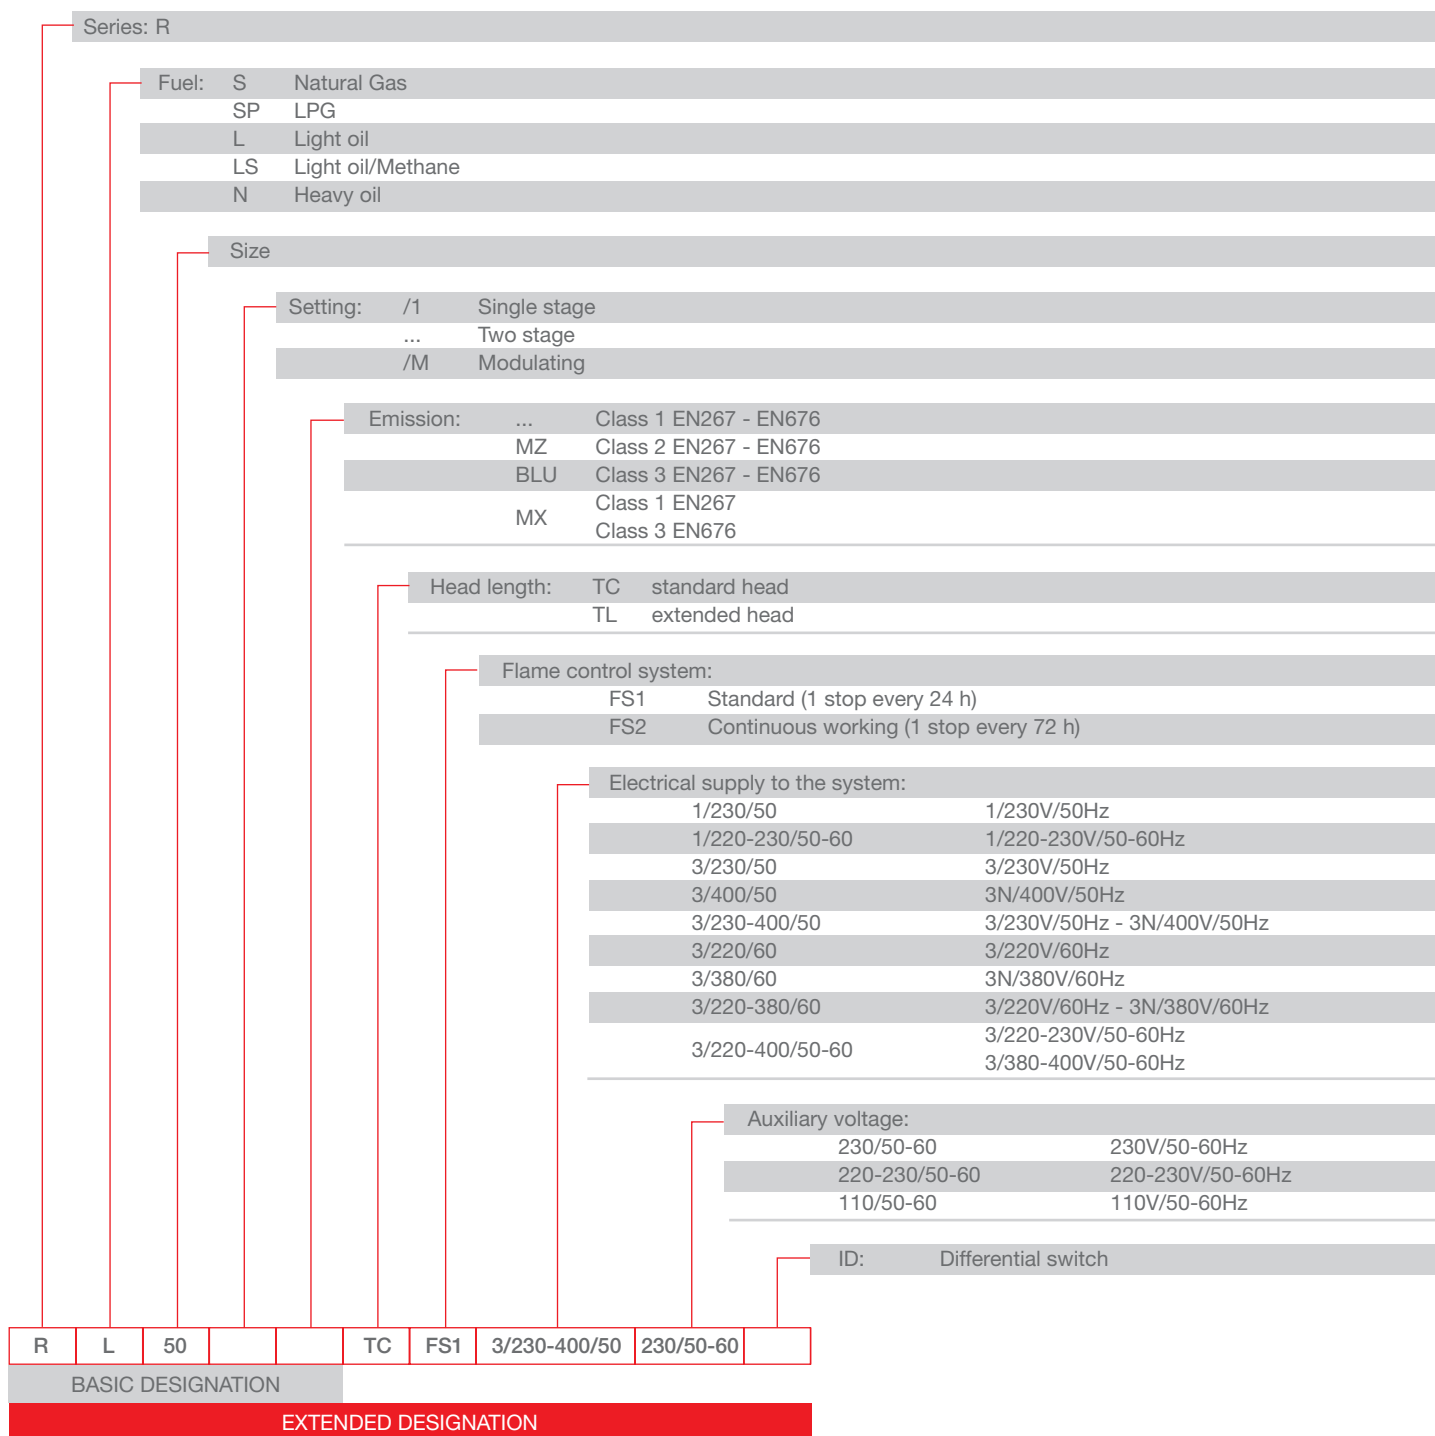 Series: R
Fuel: S Natural Gas
SP LPG
L Light oil
LS Light oil/Methane
N Heavy oil
Size
Setting: /1 Single stage
... Two stage
/M Modulating
Emission: ... Class 1 EN267 - EN676
MZ Class 2 EN267 - EN676
BLU Class 3 EN267 - EN676
MX Class 1 EN267
Class 3 EN676
Head length: TC standard head
TL extended head
Flame control system:
FS1 Standard (1 stop every 24 h)
FS2 Continuous working (1 stop every 72 h)
Electrical supply to the system:
1/230/50 1/230V/50Hz
1/220-230/50-60 1/220-230V/50-60Hz
3/230/50 3/230V/50Hz
3/400/50 3N/400V/50Hz
3/230-400/50 3/230V/50Hz - 3N/400V/50Hz
3/220/60 3/220V/60Hz
3/380/60 3N/380V/60Hz
3/220-380/60 3/220V/60Hz - 3N/380V/60Hz
3/220-400/50-60 3/220-230V/50-60Hz
3/380-400V/50-60Hz
Auxiliary voltage:
230/50-60 230V/50-60Hz
220-230/50-60 220-230V/50-60Hz
110/50-60 110V/50-60Hz
ID: Differential switch
R L 50 TC FS1 3/230-400/50 230/50-60
BASIC DESIGNATION
EXTENDED DESIGNATION